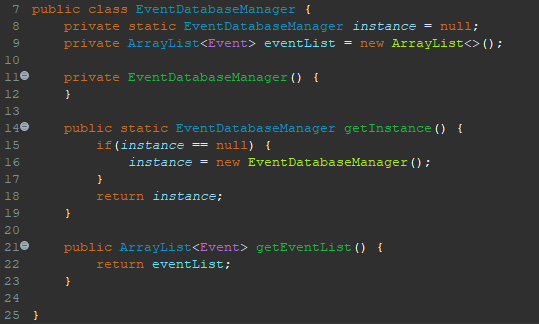 7 public class EventDatabaseManager {
8     private static EventDatabaseManager instance = null;
9     private ArrayList<Event> eventList = new ArrayList<>();
10
11     private EventDatabaseManager() {
12     }
13
14     public static EventDatabaseManager getInstance() {
15         if(instance == null) {
16             instance = new EventDatabaseManager();
17         }
18         return instance;
19     }
20
21     public ArrayList<Event> getEventList() {
22         return eventList;
23     }
24
25 }